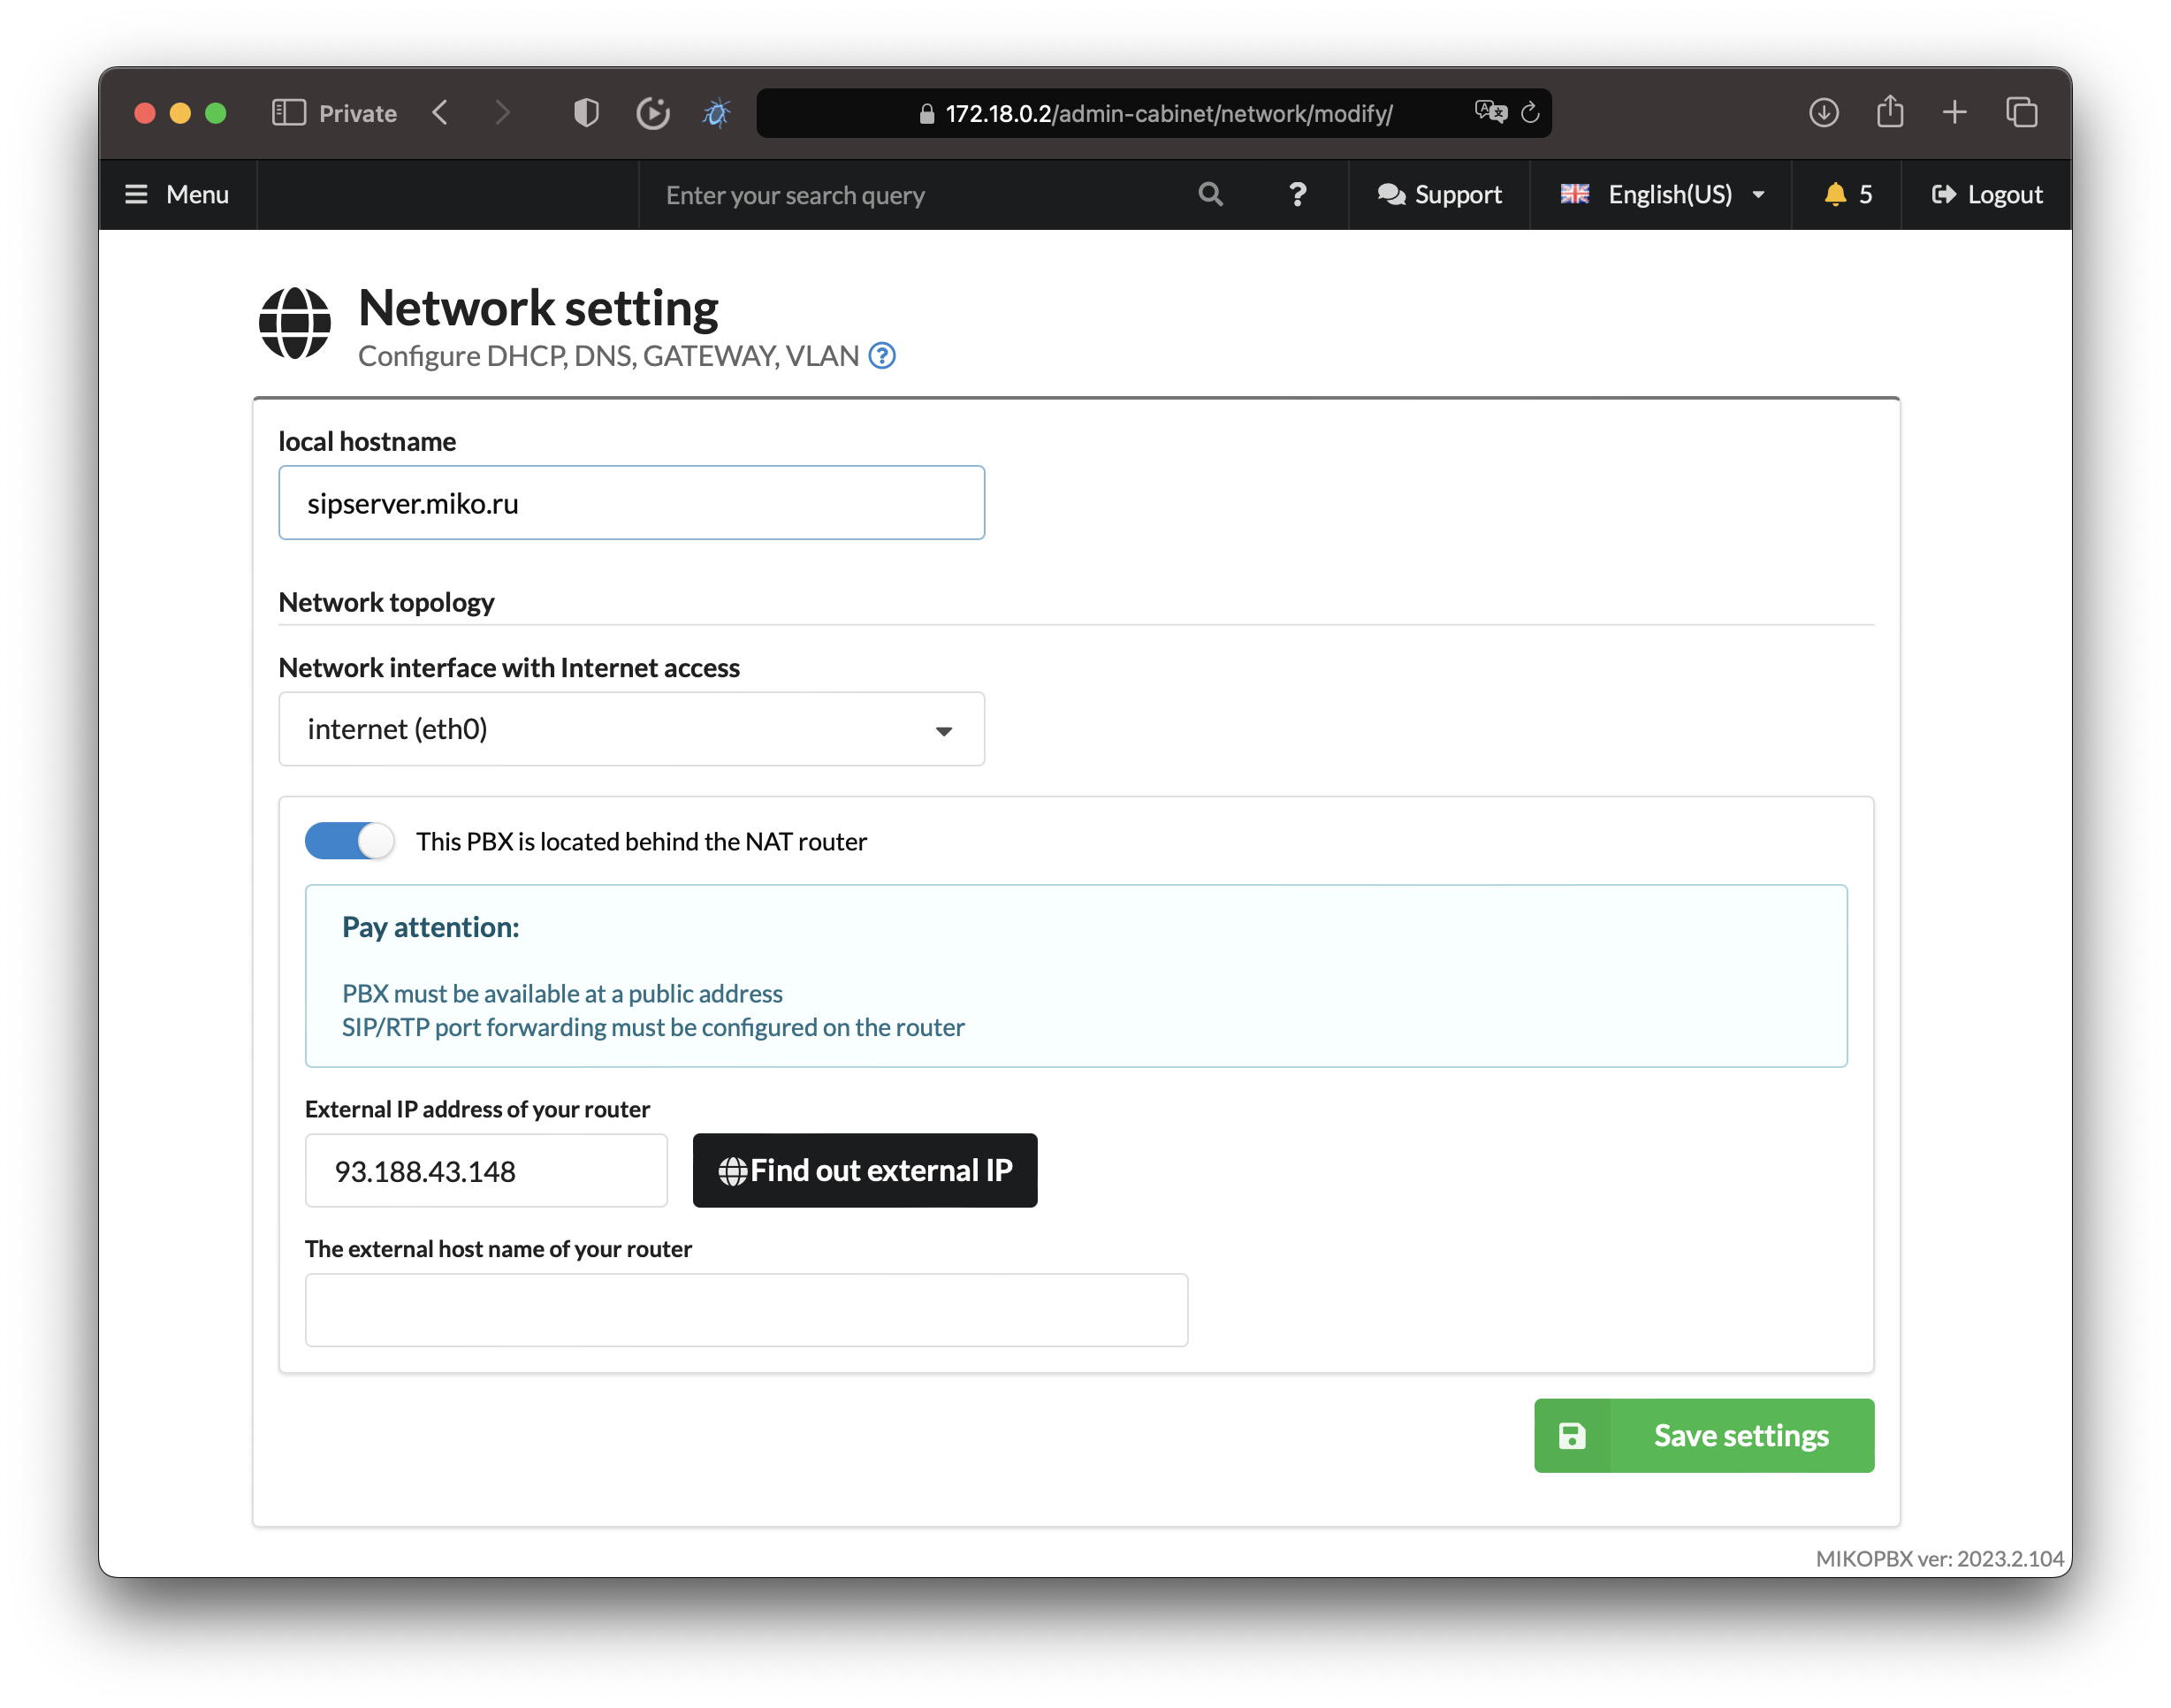 Private
172.18.0.2/admin-cabinet/network/modify/
Menu
Enter your search query
?
Support
English(US)
5
Logout
Network setting
Configure DHCP, DNS, GATEWAY, VLAN ?
local hostname
sipserver.miko.ru
Network topology
Network interface with Internet access
internet (eth0)
This PBX is located behind the NAT router
Pay attention:
PBX must be available at a public address
SIP/RTP port forwarding must be configured on the router
External IP address of your router
93.188.43.148
Find out external IP
The external host name of your router
Save settings
MIKOPBX ver: 2023.2.104